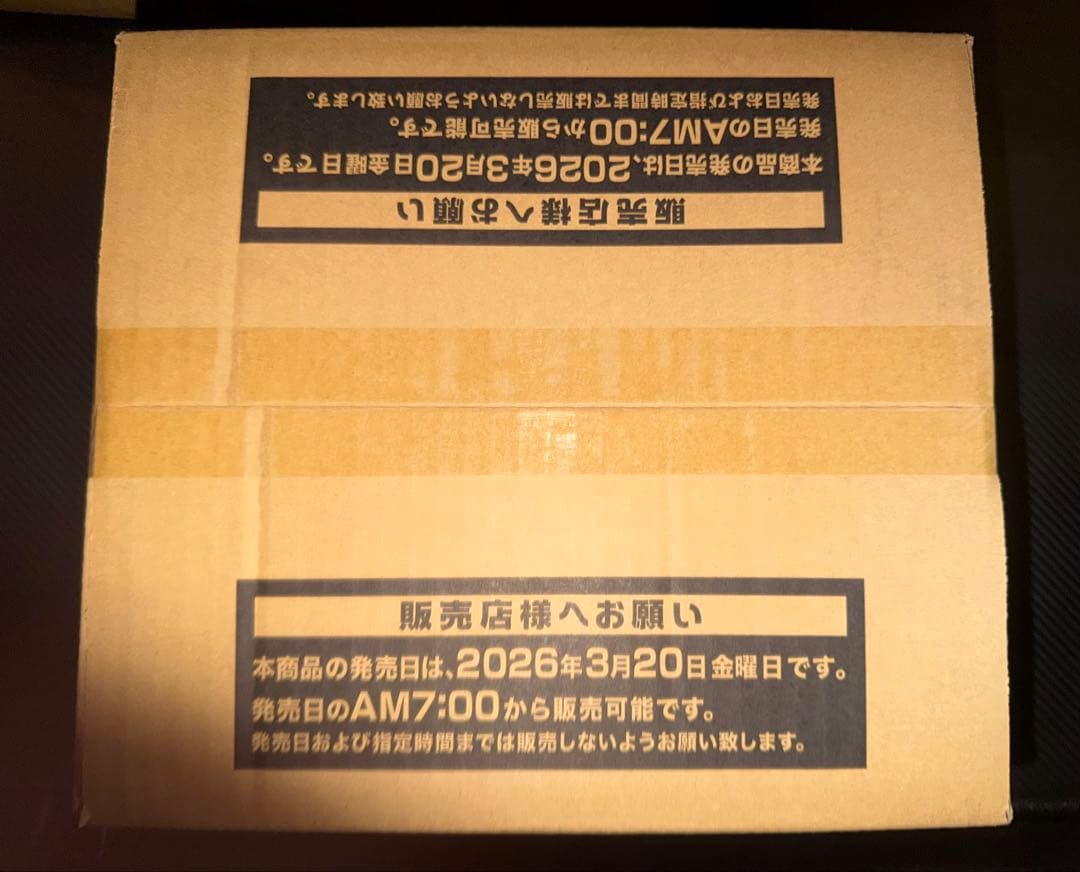 販売店様へお願い
本商品の発売日は、2026年3月20日金曜日です。
発売日のAM7:00から販売可能です。
発売日および指定時間までは販売しないようお願い致します。
販売店様へお願い
本商品の発売日は、2026年3月20日金曜日です。
発売日のAM7:00から販売可能です。
発売日および指定時間までは販売しないようお願い致します。